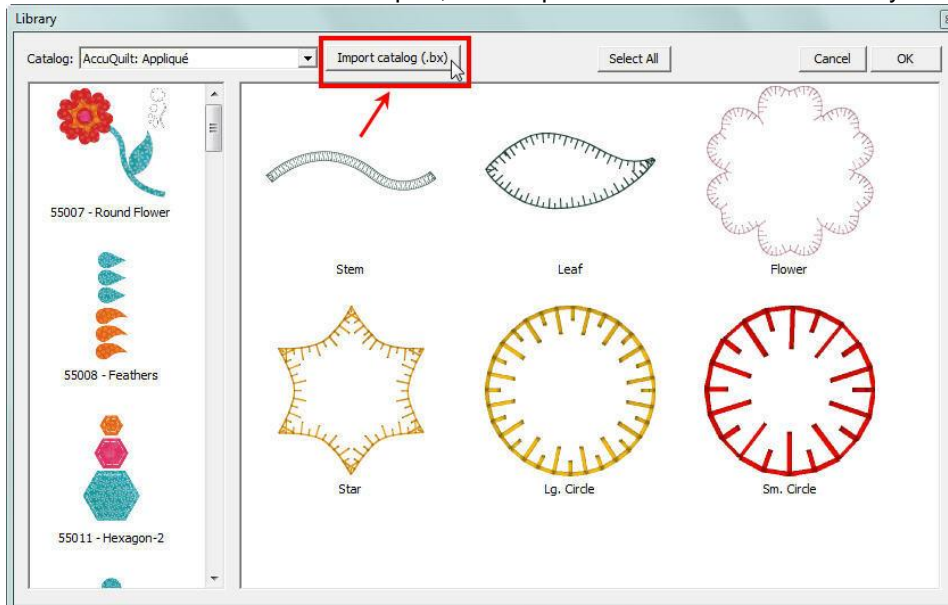 Library
Catalog: AccuQuilt: Appliqué
Import catalog (.bx)
Select All
Cancel
OK
55007 - Round Flower
55008 - Feathers
55011 - Hexagon-2
Stem
Leaf
Flower
Star
Lg. Circle
Sm. Circle